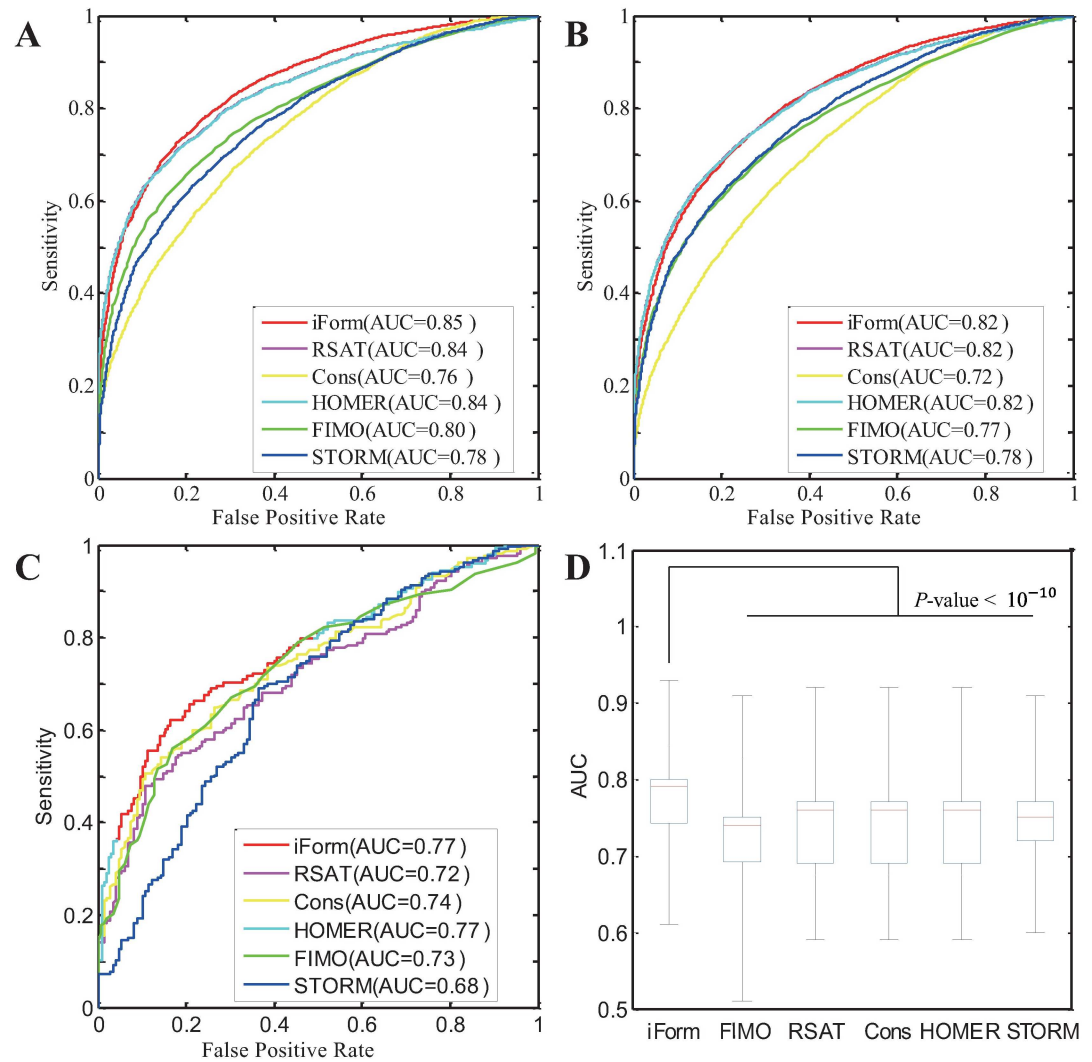 A
1
0.8
0.6
0.4
0.2
0
Sensitivity
0 0.2 0.4 0.6 0.8 1
False Positive Rate
iForm(AUC=0.85)
RSAT(AUC=0.84)
Cons(AUC=0.76)
HOMER(AUC=0.84)
FIMO(AUC=0.80)
STORM(AUC=0.78)
B
1
0.8
0.6
0.4
0.2
0
Sensitivity
0 0.2 0.4 0.6 0.8 1
False Positive Rate
iForm(AUC=0.82)
RSAT(AUC=0.82)
Cons(AUC=0.72)
HOMER(AUC=0.82)
FIMO(AUC=0.77)
STORM(AUC=0.78)
C
1
0.8
0.6
0.4
0.2
0
Sensitivity
0 0.2 0.4 0.6 0.8 1
False Positive Rate
iForm(AUC=0.77)
RSAT(AUC=0.72)
Cons(AUC=0.74)
HOMER(AUC=0.77)
FIMO(AUC=0.73)
STORM(AUC=0.68)
D
1.1
1
0.9
0.8
0.7
0.6
0.5
AUC
P-value < 10⁻¹⁰
iForm FIMO RSAT Cons HOMER STORM